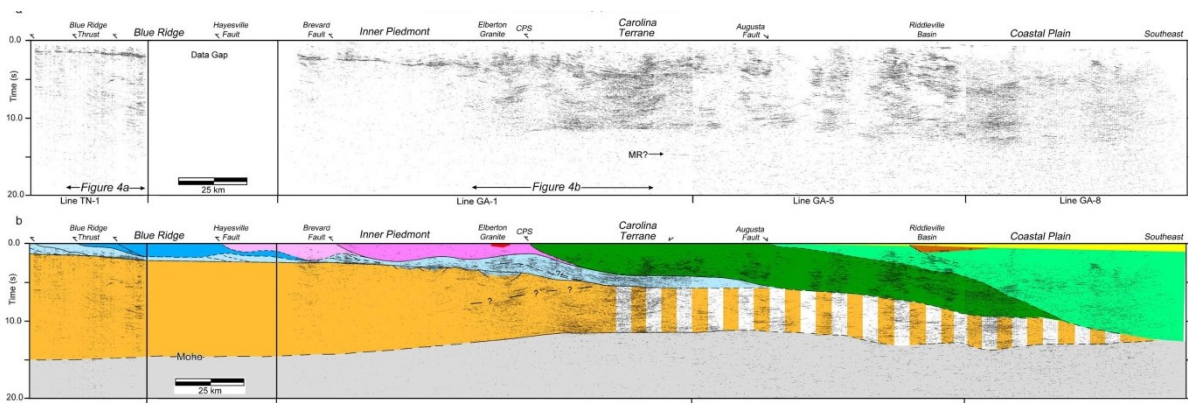 a
Blue Ridge Thrust Blue Ridge Hayesville Fault Brevard Fault Inner Piedmont Elberton Granite CPS Carolina Terrane Augusta Fault Riddleville Basin Coastal Plain Southeast
0.0
Data Gap
Time (s)
10.0
MR?
25 km
Figure 4a
Figure 4b
20.0
Line TN-1 Line GA-1 Line GA-5 Line GA-8
b
Blue Ridge Thrust Blue Ridge Hayesville Fault Brevard Fault Inner Piedmont Elberton Granite CPS Carolina Terrane Augusta Fault Riddleville Basin Coastal Plain Southeast
0.0
Time (s)
?
? ? ?
10.0
Moho
25 km
20.0